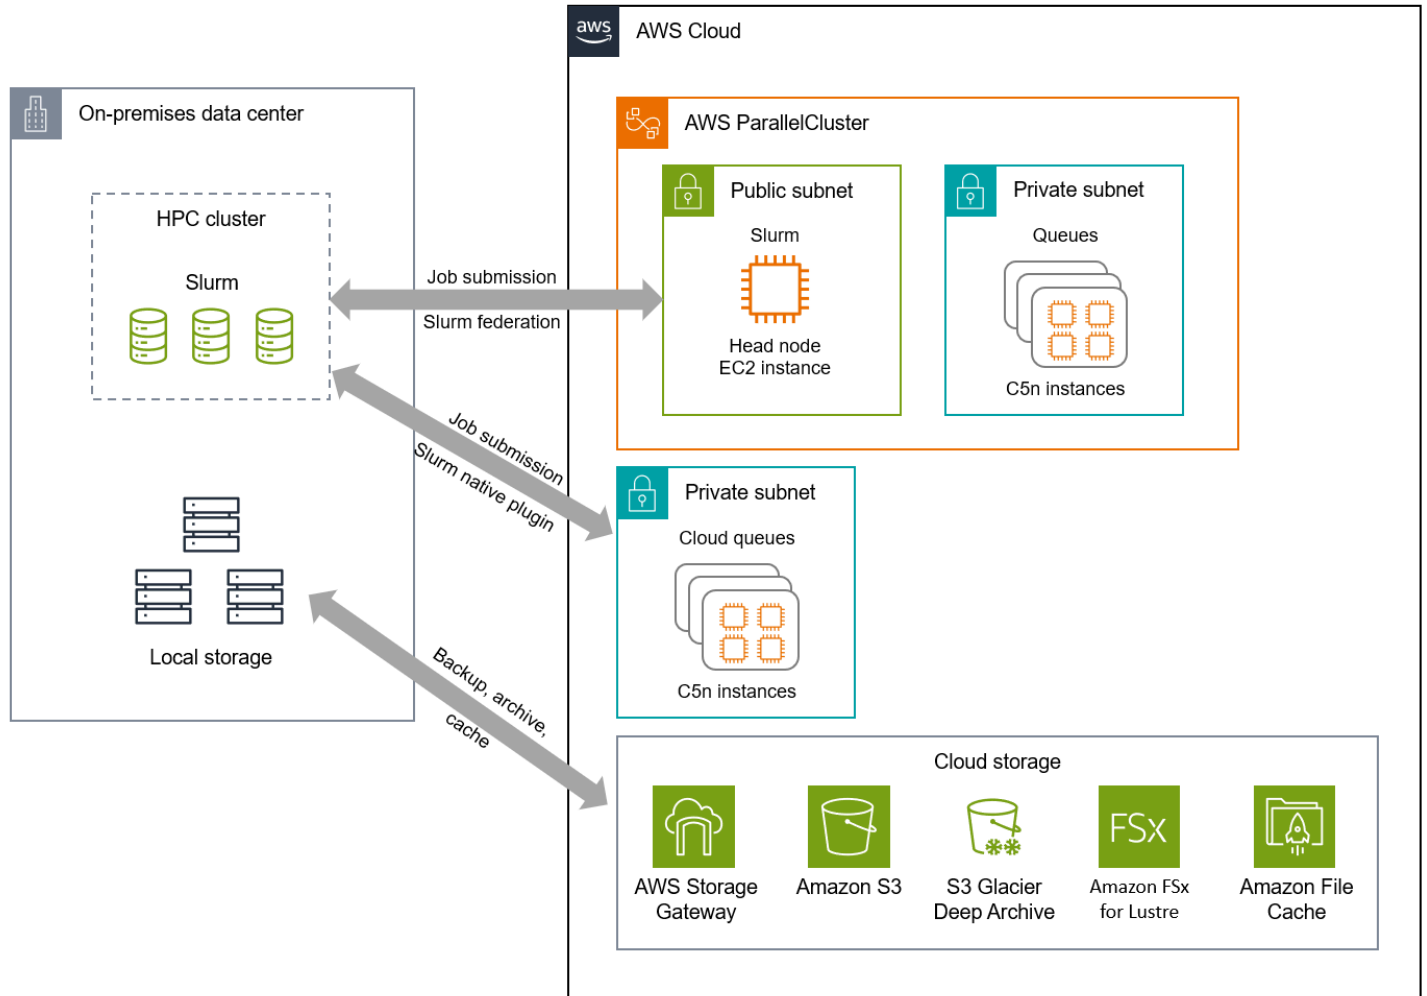 aws
AWS Cloud
On-premises data center
HPC cluster
Slurm
Job submission
Slurm federation
Job submission
Slurm native plugin
Local storage
Backup, archive,
cache
AWS ParallelCluster
Public subnet
Slurm
Head node
EC2 instance
Private subnet
Queues
C5n instances
Private subnet
Cloud queues
C5n instances
Cloud storage
AWS Storage
Gateway
Amazon S3
S3 Glacier
Deep Archive
FSx
Amazon FSx
for Lustre
Amazon File
Cache